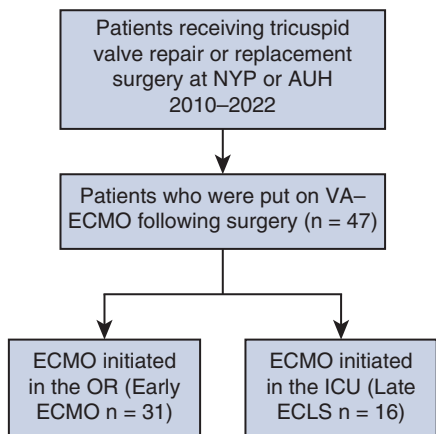 Patients receiving tricuspid
valve repair or replacement
surgery at NYP or AUH
2010–2022
Patients who were put on VA–
ECMO following surgery (n = 47)
ECMO initiated
in the OR (Early
ECMO n = 31)
ECMO initiated
in the ICU (Late
ECLS n = 16)